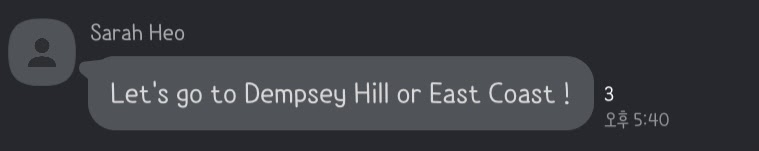 Sarah Heo
Let's go to Dempsey Hill or East Coast !
3
오후 5:40